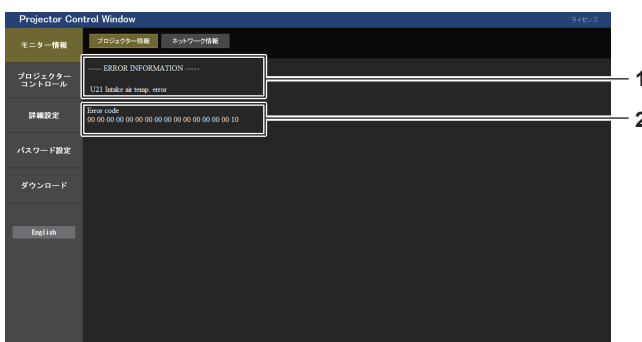 Projector Control Window
ライセンス
モニター情報
プロジェクター情報
ネットワーク情報
----- ERROR INFORMATION -----
U21 Intake air temp. error
1
プロジェクター
コントロール
詳細設定
Error code
00 00 00 00 00 00 00 00 00 00 00 00 00 00 00 10
2
パスワード設定
ダウンロード
English